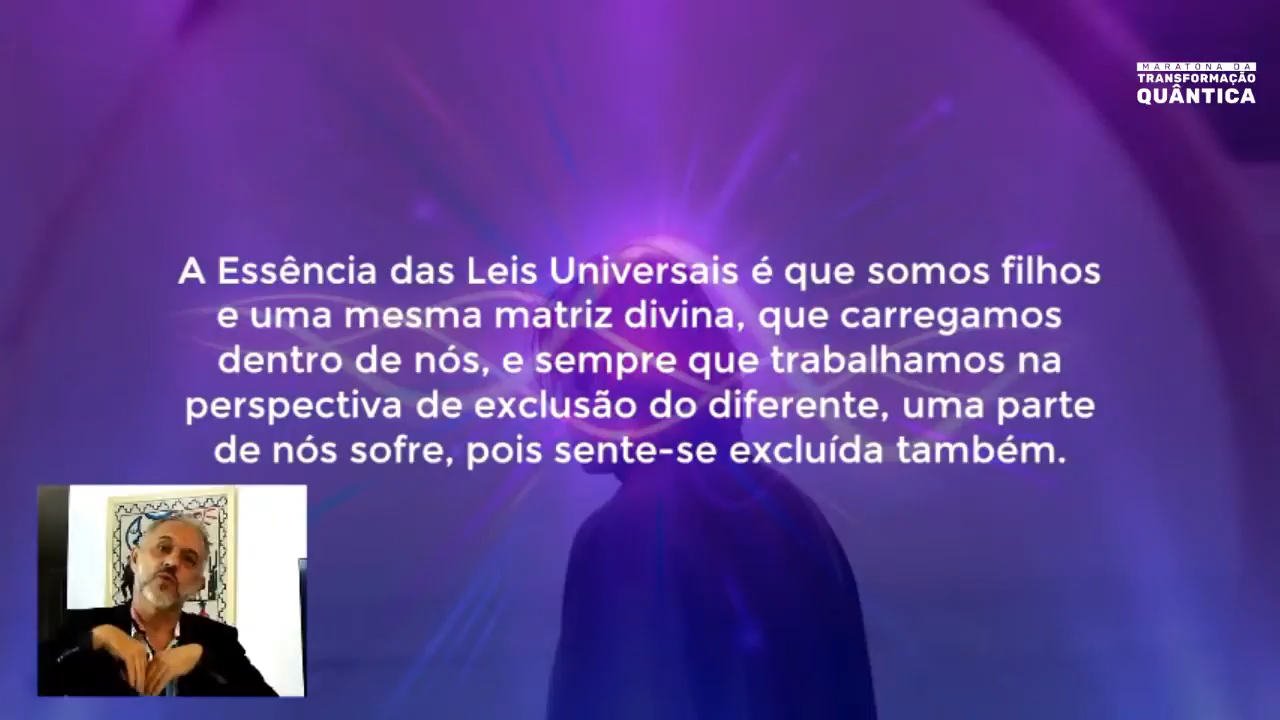 MARATONA DA
TRANSFORMAÇÃO
QUÂNTICA
A Essência das Leis Universais é que somos filhos
e uma mesma matriz divina, que carregamos
dentro de nós, e sempre que trabalhamos na
perspectiva de exclusão do diferente, uma parte
de nós sofre, pois sente-se excluída também.